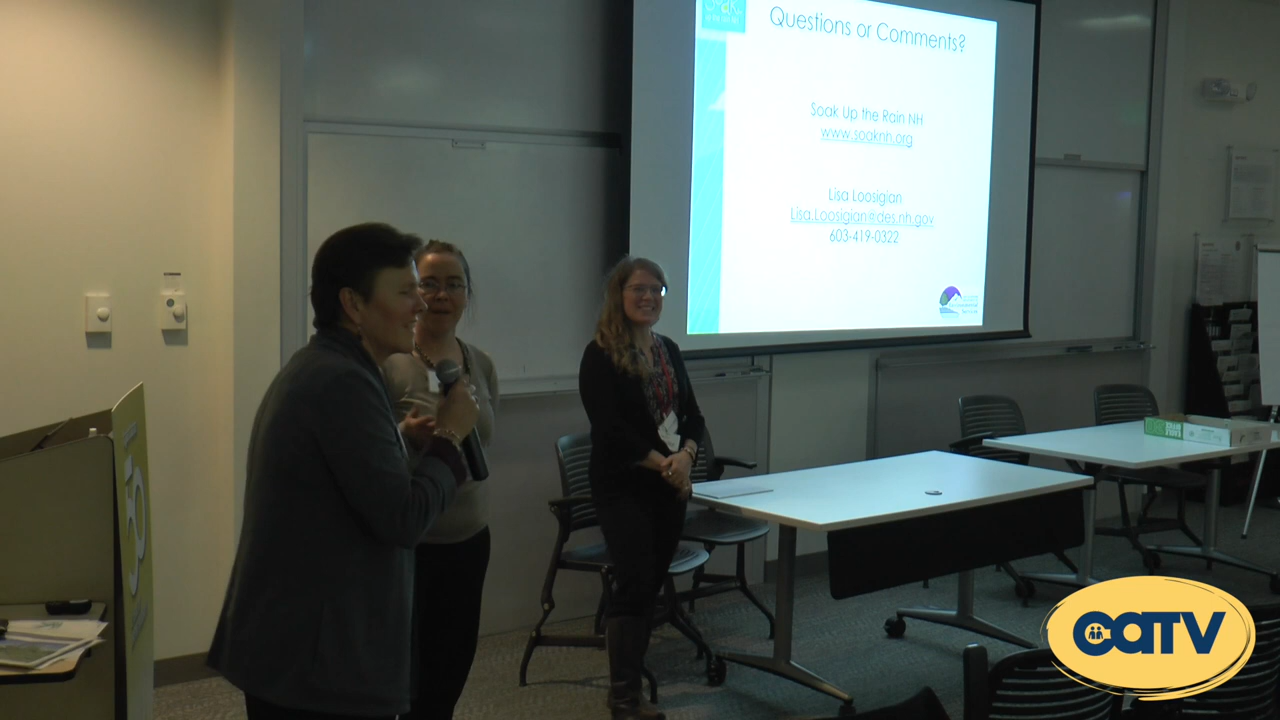 Questions or Comments?
Soak Up the Rain NH
www.soaknh.org
Lisa Loosigian
Lisa.Loosigian@des.nh.gov
603-419-0322
50
CATV